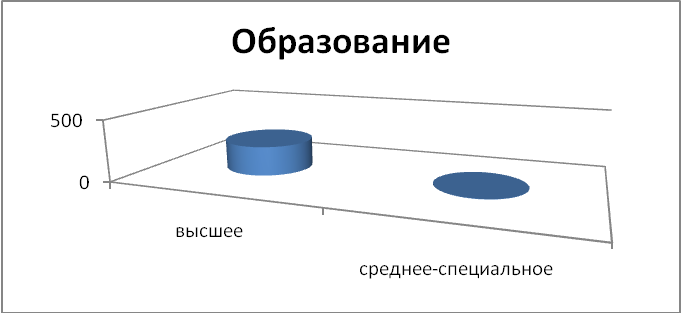 Образование
500
0
высшее
среднее-специальное